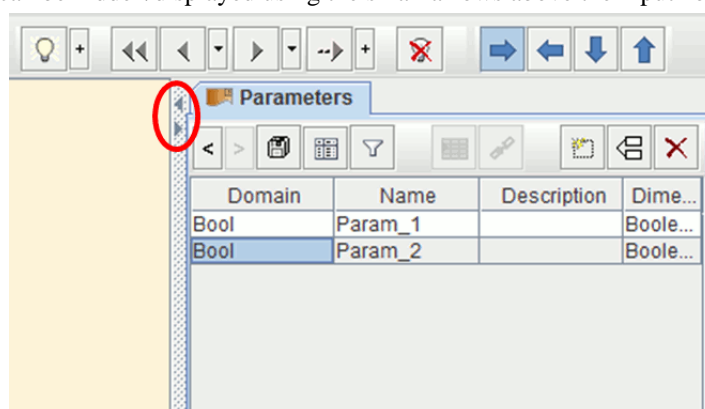 Parameters
Domain Name Description Dime...
Bool Param_1 Boole...
Bool Param_2 Boole...